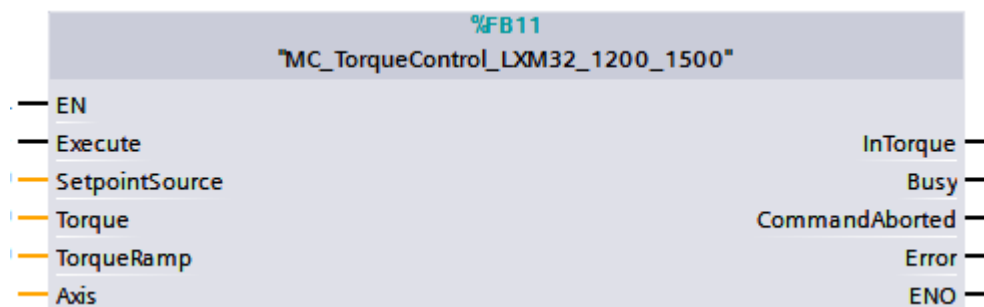 %FB11
"MC_TorqueControl_LXM32_1200_1500"
EN
Execute InTorque
SetpointSource Busy
Torque CommandAborted
TorqueRamp Error
Axis ENO